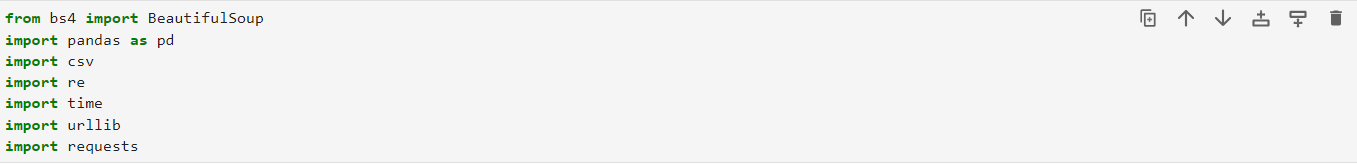 from bs4 import BeautifulSoup
import pandas as pd
import csv
import re
import time
import urllib
import requests